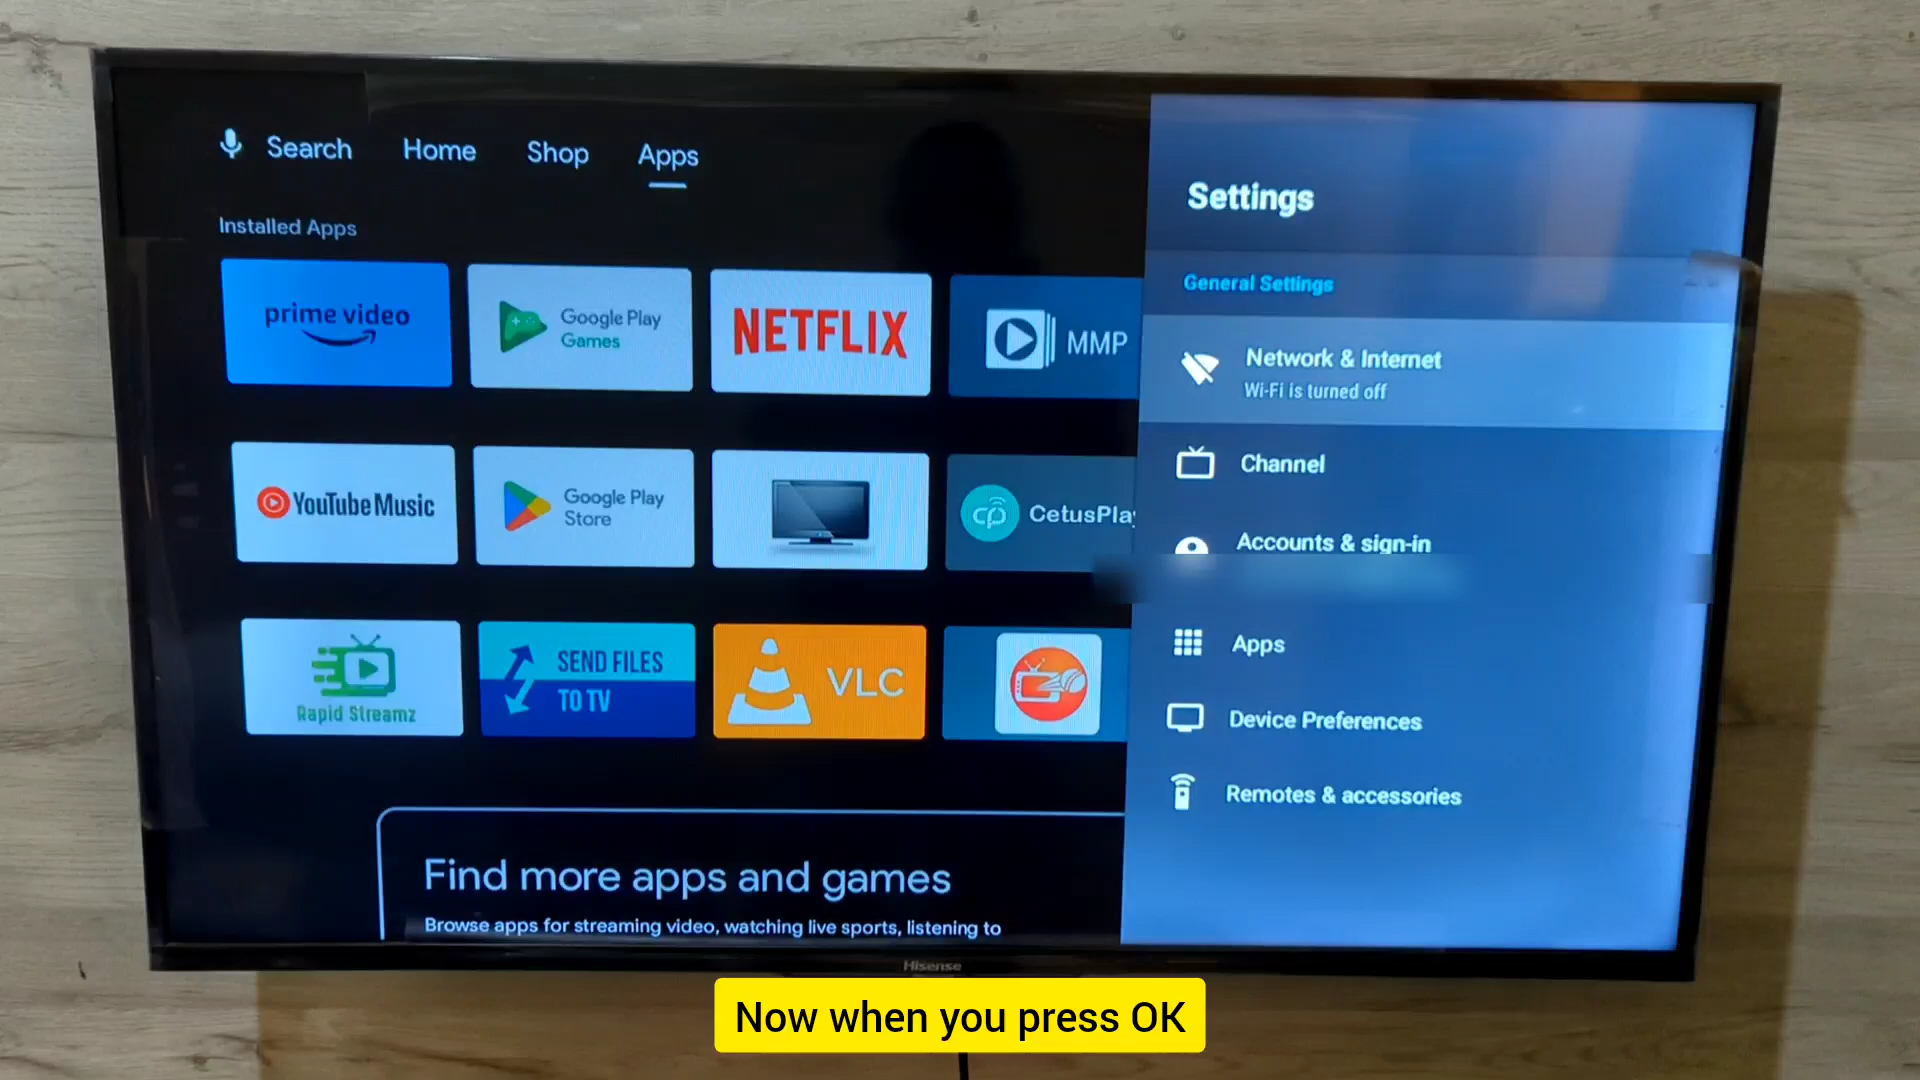 Search
Home
Shop
Apps
Installed Apps
prime video
Google Play
Games
NETFLIX
MMP
YouTube Music
Google Play
Store
cp
CetusPlay
Rapid Streamz
SEND FILES
TO TV
VLC
Find more apps and games
Browse apps for streaming video, watching live sports, listening to
Settings
General Settings
Network & Internet
Wi-Fi is turned off
Channel
Accounts & sign-in
Apps
Device Preferences
Remotes & accessories
Hisense
Now when you press OK